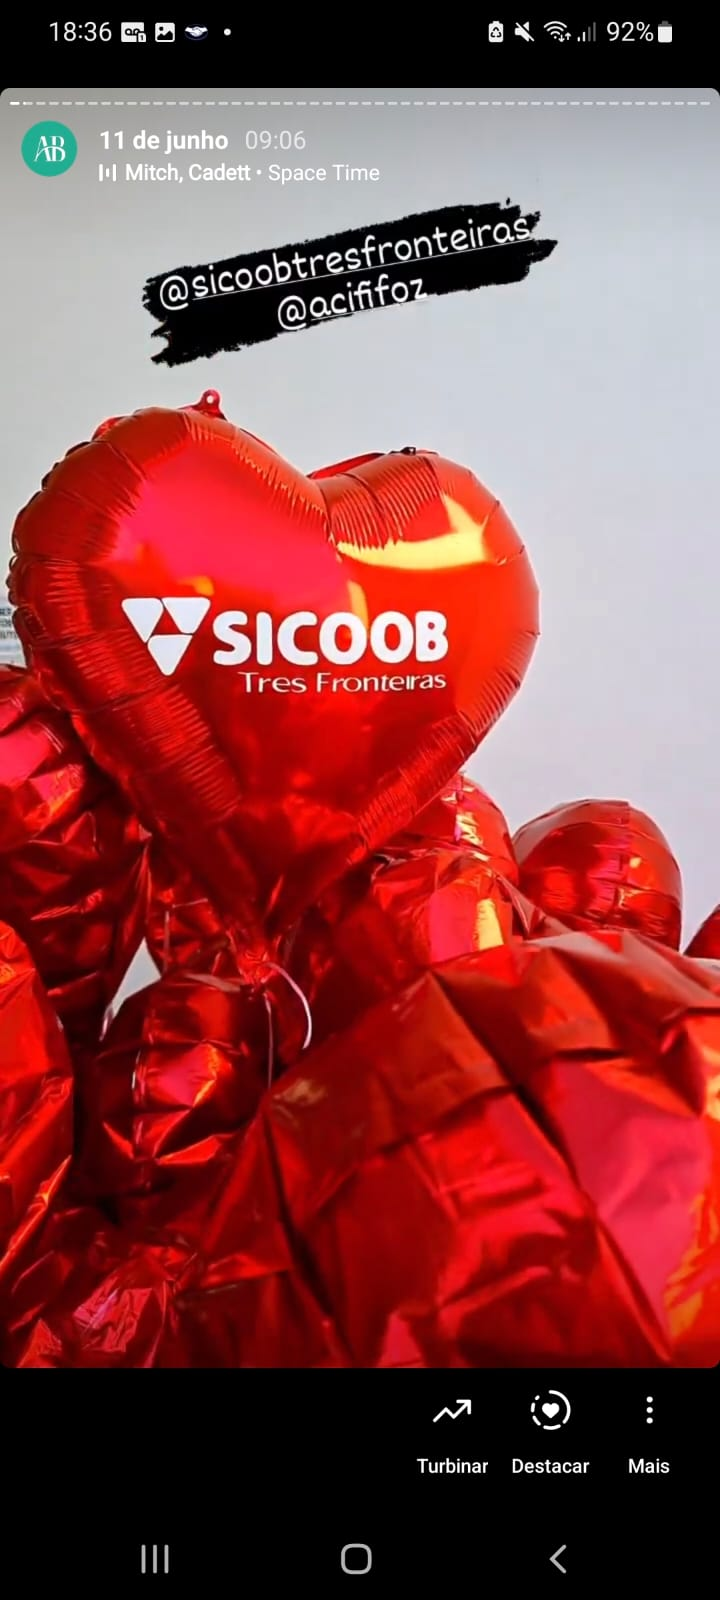 18:36 92%
11 de junho 09:06
AB
Mitch, Cadett • Space Time
@sicoobtresfronteiras
@acififoz
SICOOB
Tres Fronteiras
Turbinar Destacar Mais